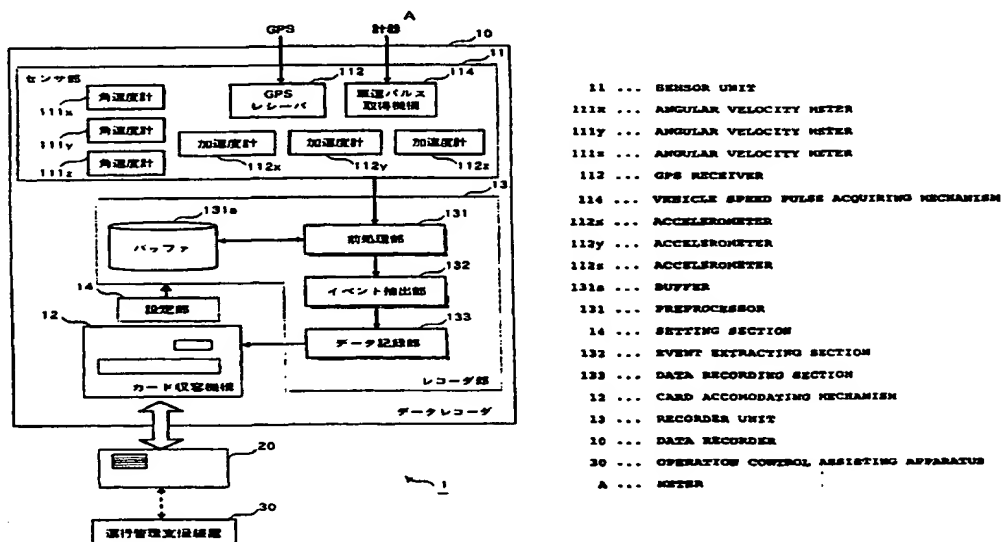 A
GPS
計器
10
11
センサ部
112
114
角速度計
GPS
レシーバ
車速パルス
取得機構
111x
角速度計
111y
加速度計
加速度計
加速度計
角速度計
111z
112x
112y
112z
13
131a
131
バッファ
前処理部
132
14
イベント抽出部
設定部
12
133
データ記録部
カード収容機構
レコーダ部
データレコーダ
20
1
30
運行管理支援装置
11 ... SENSOR UNIT
111x ... ANGULAR VELOCITY METER
111y ... ANGULAR VELOCITY METER
111z ... ANGULAR VELOCITY METER
112 ... GPS RECEIVER
114 ... VEHICLE SPEED PULSE ACQUIRING MECHANISM
112x ... ACCELEROMETER
112y ... ACCELEROMETER
112z ... ACCELEROMETER
131a ... BUFFER
131 ... PREPROCESSOR
14 ... SETTING SECTION
132 ... EVENT EXTRACTING SECTION
133 ... DATA RECORDING SECTION
12 ... CARD ACCOMODATING MECHANISM
13 ... RECORDER UNIT
10 ... DATA RECORDER
30 ... OPERATION CONTROL ASSISTING APPARATUS
A ... METER